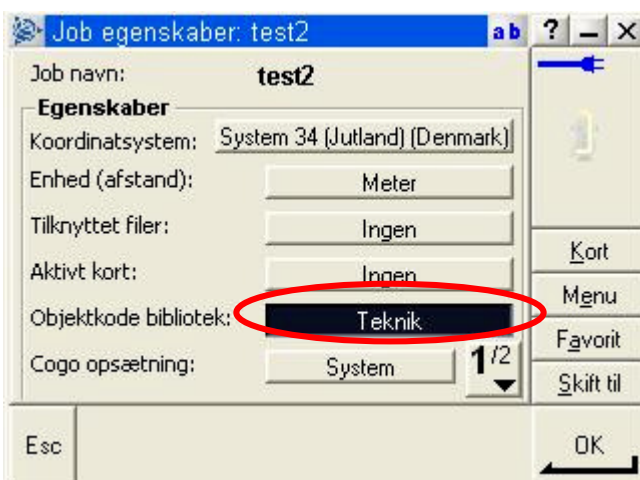 Job egenskaber: test2 ab ? – X
Job navn: test2
Egenskaber
Koordinatsystem: System 34 (Jutland) (Denmark)
Enhed (afstand): Meter
Tilknyttet filer: Ingen
Aktivt kort: Ingen
Objektkode bibliotek: Teknik
Cogo opsætning: System 1/2
Kort
Menu
Favorit
Skift til
Esc
OK